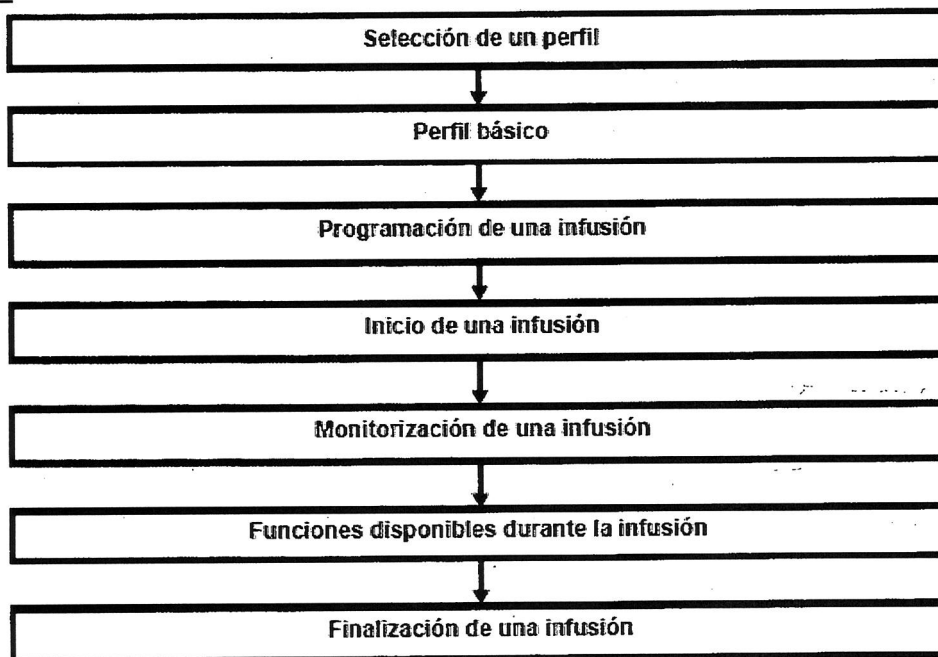 Selección de un perfil
Perfil básico
Programación de una infusión
Inicio de una infusión
Monitorización de una infusión
Funciones disponibles durante la infusión
Finalización de una infusión